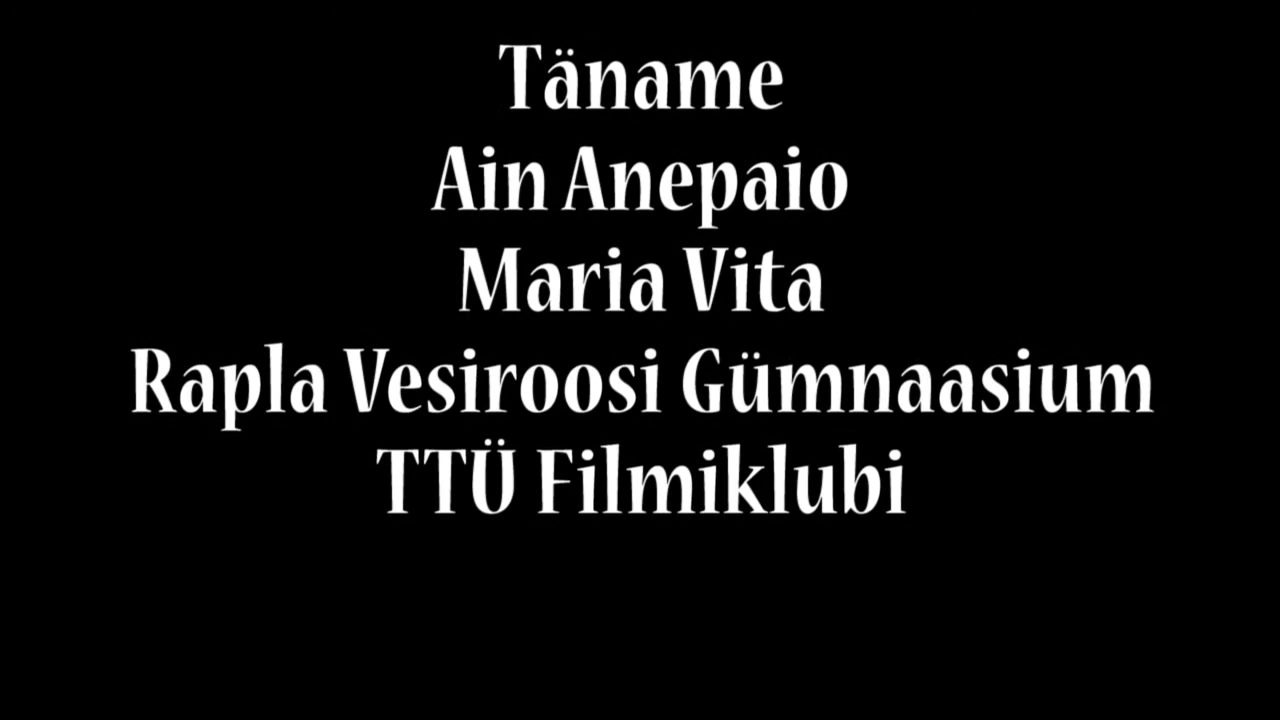 Täname
Ain Anepaio
Maria Vita
Rapla Vesiroosi Gümnaasium
TTÜ Filmiklubi